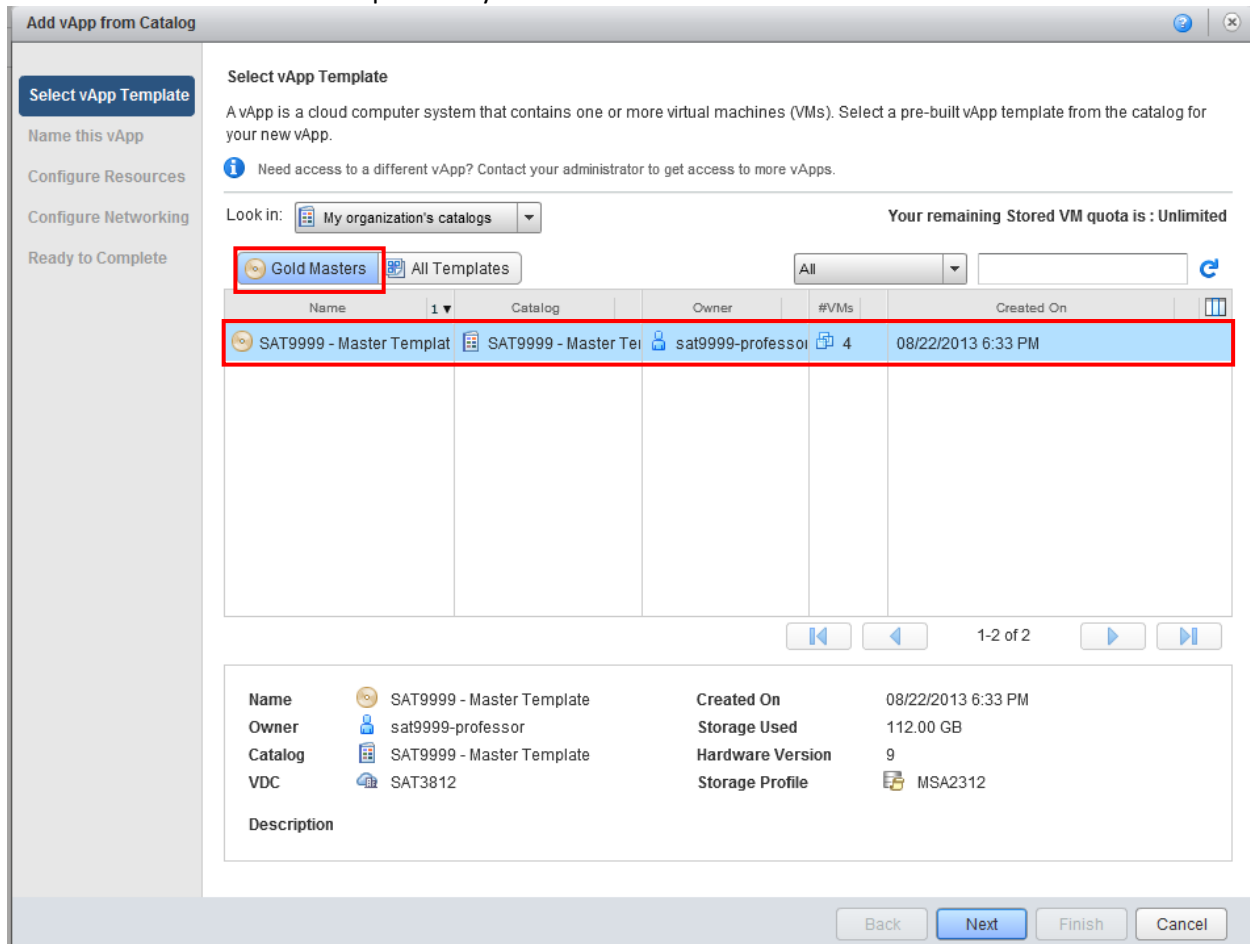 Add vApp from Catalog
Select vApp Template
Name this vApp
Configure Resources
Configure Networking
Ready to Complete
Select vApp Template
A vApp is a cloud computer system that contains one or more virtual machines (VMs). Select a pre-built vApp template from the catalog for
your new vApp.
Need access to a different vApp? Contact your administrator to get access to more vApps.
Look in: My organization's catalogs Your remaining Stored VM quota is : Unlimited
Gold Masters All Templates All
Name 1 Catalog Owner #VMs Created On
SAT9999 - Master Templat SAT9999 - Master Te sat9999-professo 4 08/22/2013 6:33 PM
1-2 of 2
Name SAT9999 - Master Template Created On 08/22/2013 6:33 PM
Owner sat9999-professor Storage Used 112.00 GB
Catalog SAT9999 - Master Template Hardware Version 9
VDC SAT3812 Storage Profile MSA2312
Description
Back Next Finish Cancel